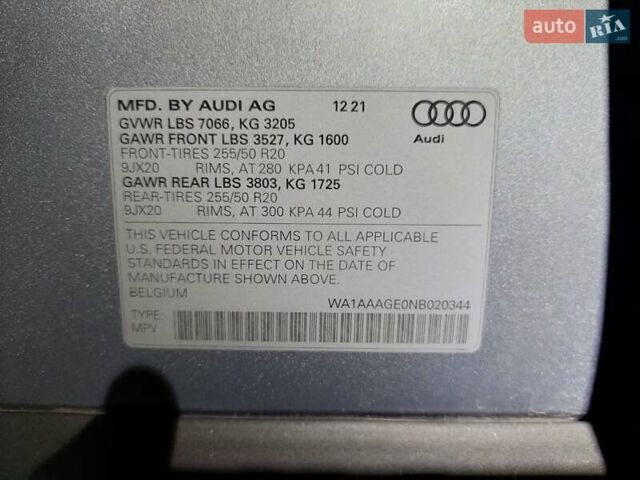 auto RIA.com
MFD. BY AUDI AG 12 21
GVWR LBS 7066, KG 3205
GAWR FRONT LBS 3527, KG 1600
FRONT-TIRES 255/50 R20
9JX20 RIMS, AT 280 KPA 41 PSI COLD
GAWR REAR LBS 3803, KG 1725
REAR-TIRES 255/50 R20
9JX20 RIMS, AT 300 KPA 44 PSI COLD
Audi
THIS VEHICLE CONFORMS TO ALL APPLICABLE
U.S. FEDERAL MOTOR VEHICLE SAFETY
STANDARDS IN EFFECT ON THE DATE OF
MANUFACTURE SHOWN ABOVE.
BELGIUM WA1AAAGE0NB020344
TYPE:
MPV